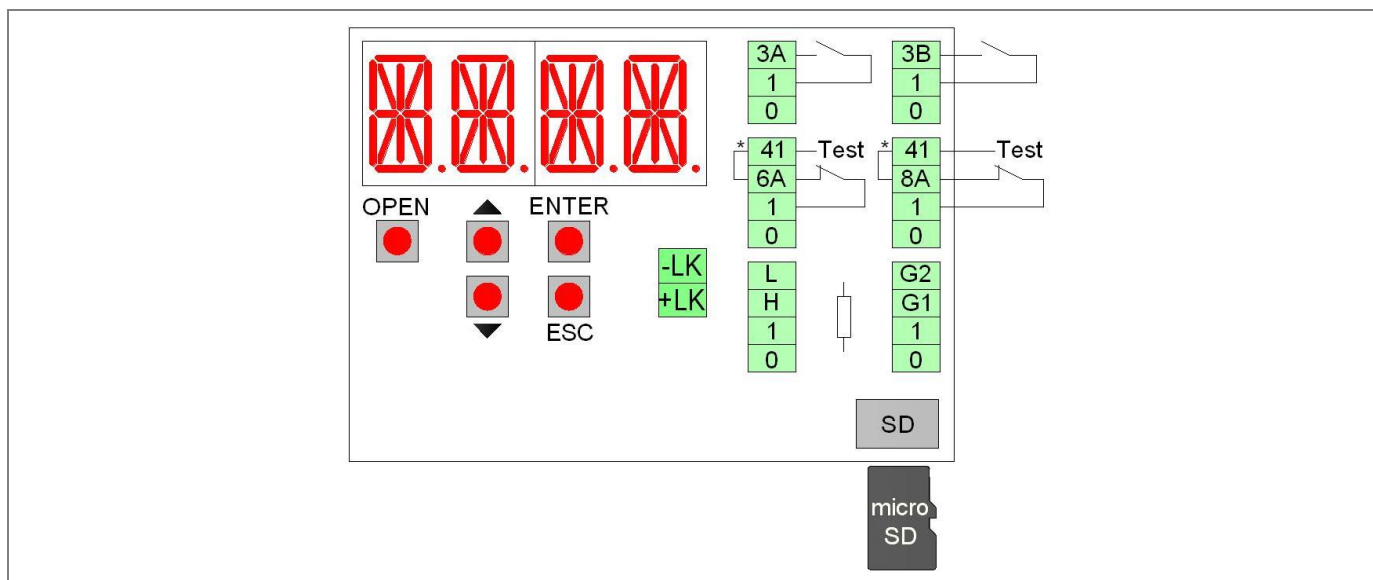 OPEN
▲
ENTER
▼
ESC
-LK
+LK
3A
1
0
3B
1
0
*
41
Test
6A
1
0
*
41
Test
8A
1
0
L
H
1
0
G2
G1
1
0
SD
micro
SD